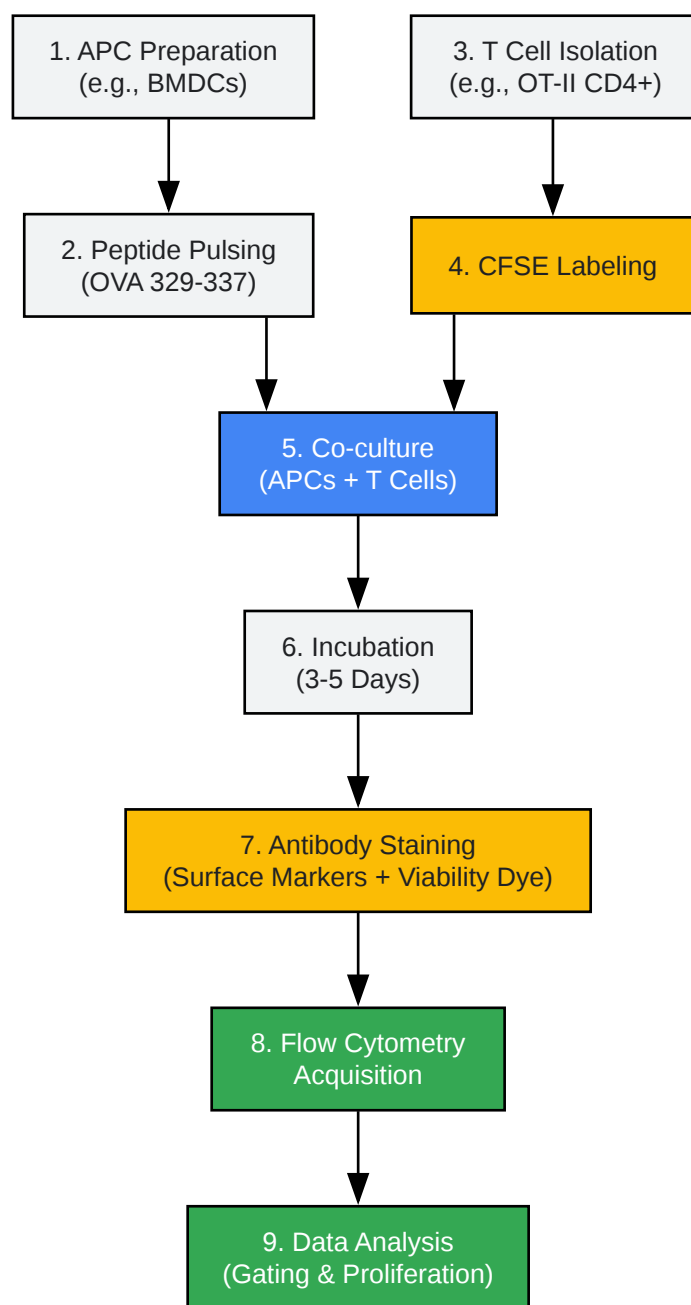 1. APC Preparation
(e.g., BMDCs)
3. T Cell Isolation
(e.g., OT-II CD4+)
2. Peptide Pulsing
(OVA 329-337)
4. CFSE Labeling
5. Co-culture
(APCs + T Cells)
6. Incubation
(3-5 Days)
7. Antibody Staining
(Surface Markers + Viability Dye)
8. Flow Cytometry
Acquisition
9. Data Analysis
(Gating & Proliferation)